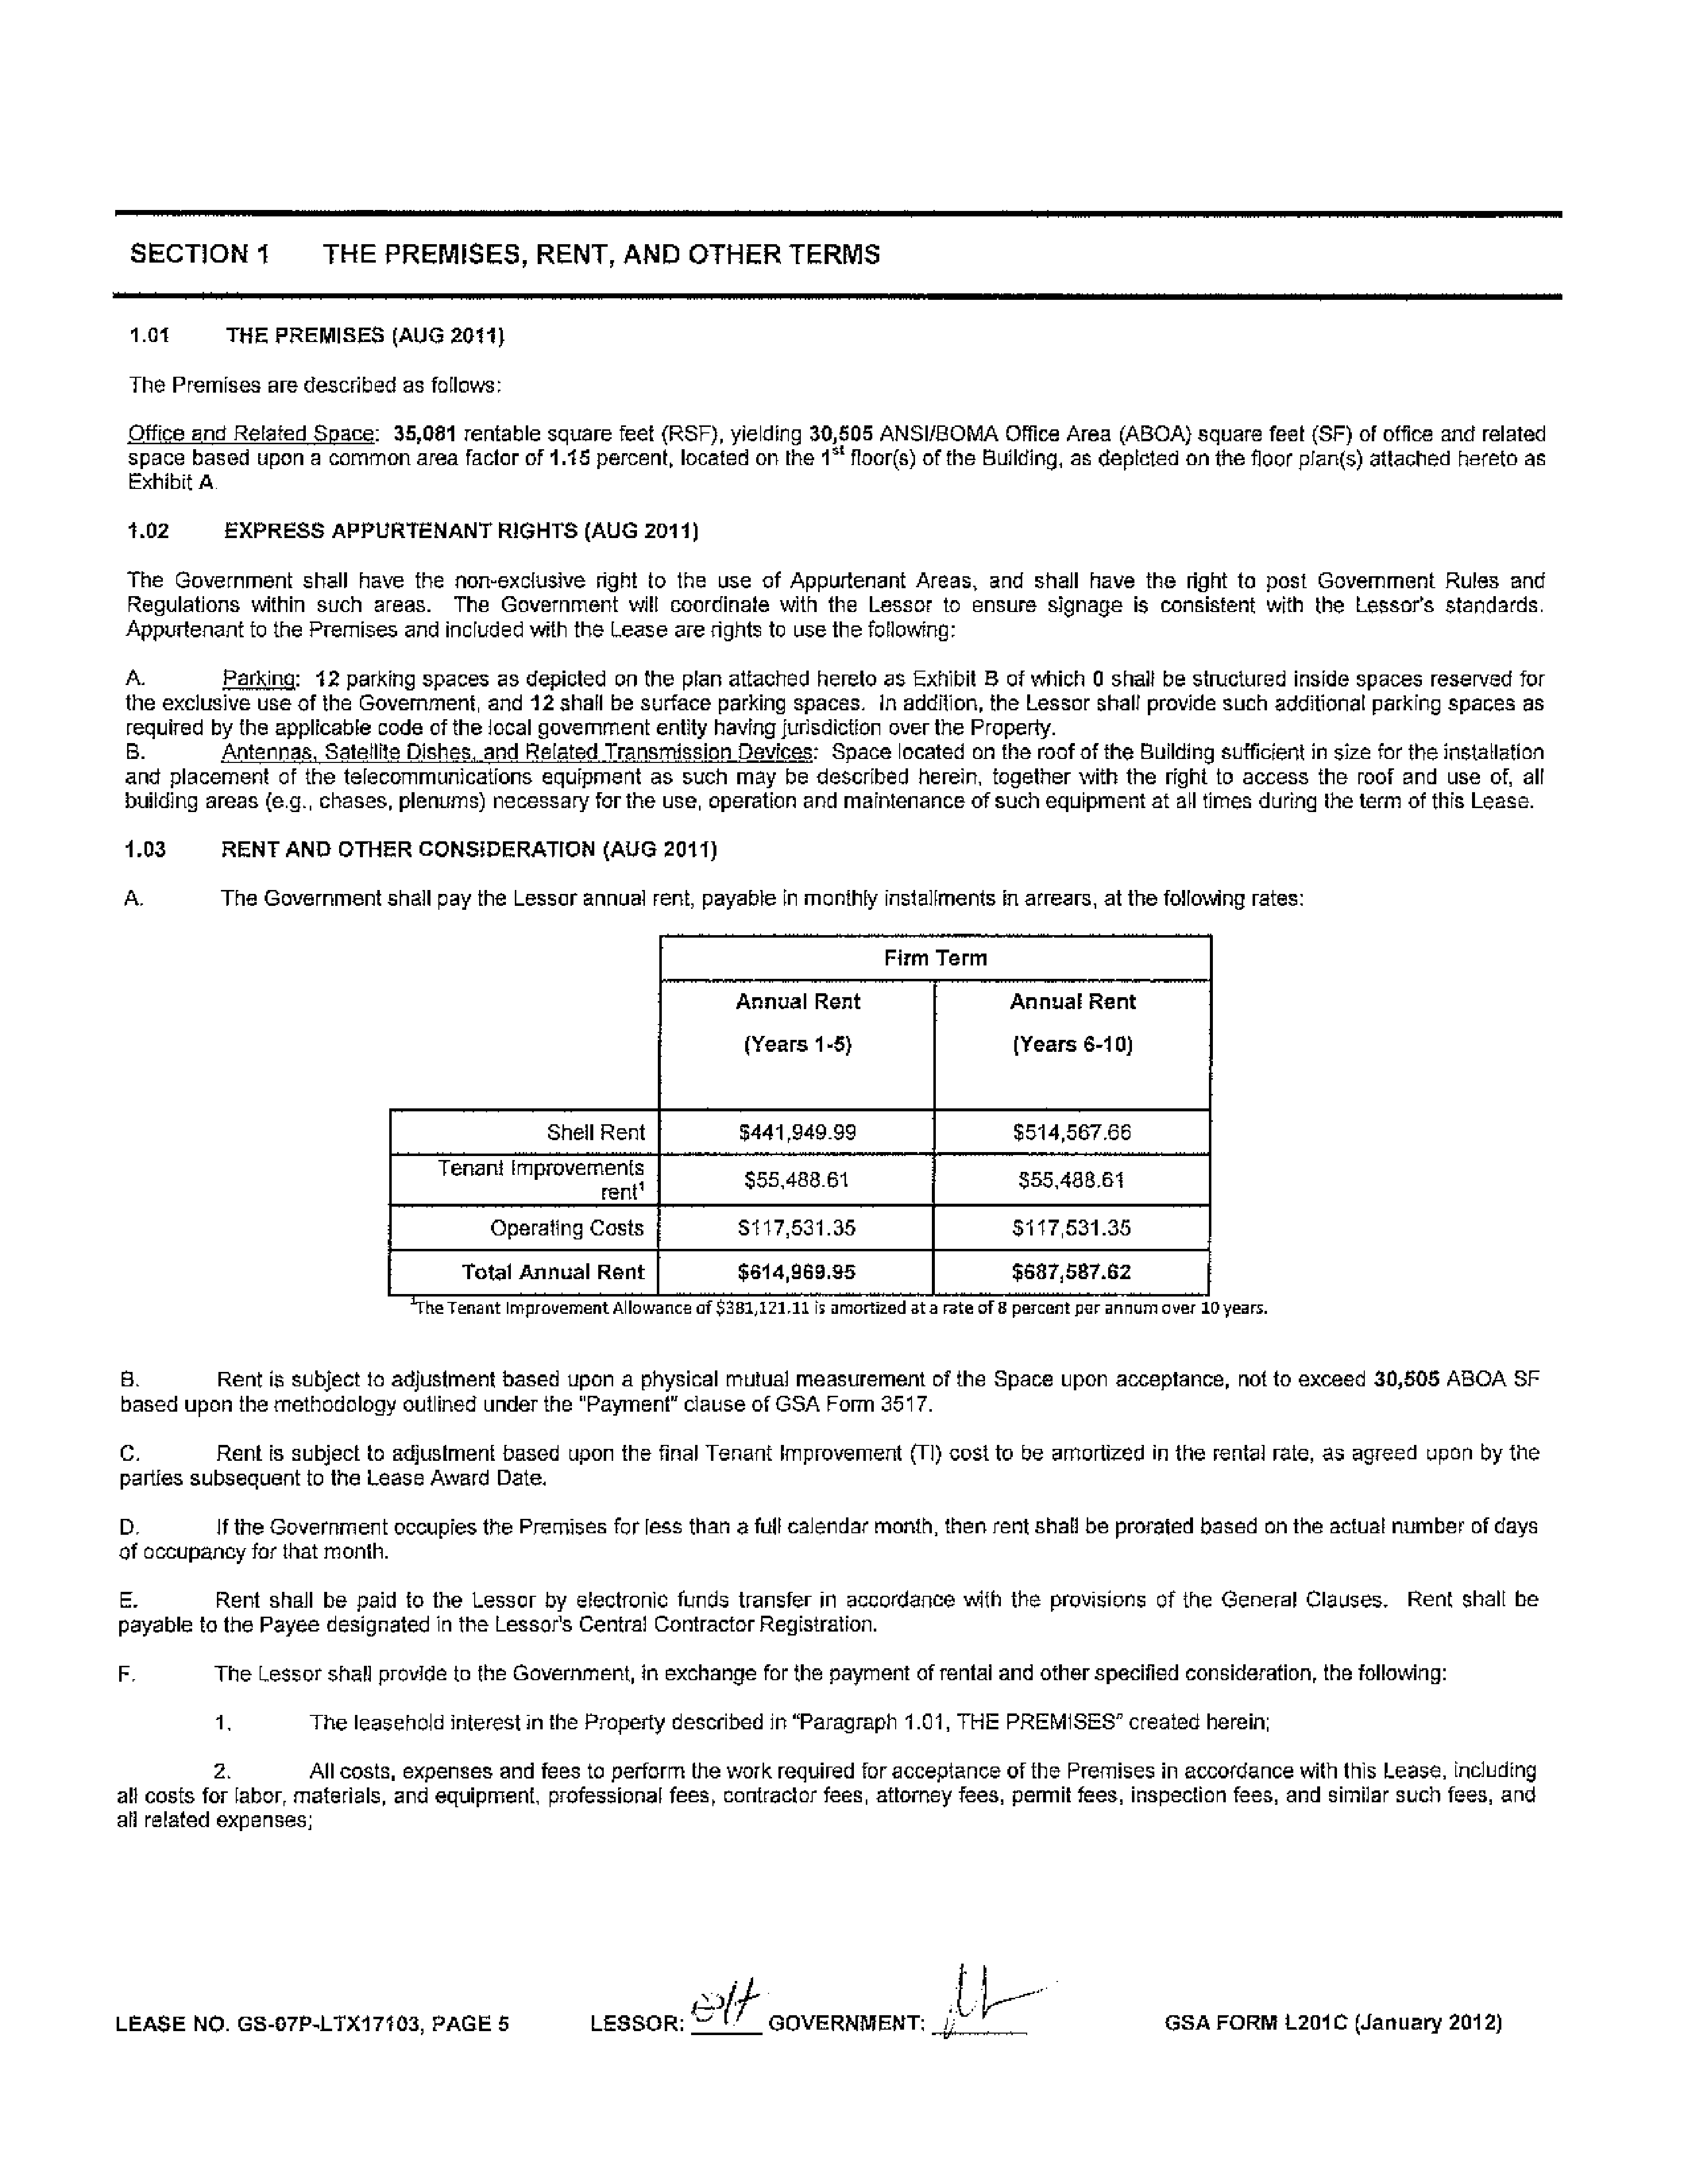 SECTION 1 THE PREMISES, RENT, AND OTHER TERMS
1.01 THE PREMISES (AUG 2011)
The Premises are described as follows:
Office and Related Space: 35,081 rentable square feet (RSF), yielding 30,505 ANSI/BOMA Office Area (ABOA) square feet (SF) of office and related
space based upon a common area factor of 1.15 percent, located on the 1st floor(s) of the Building, as depicted on the floor plan(s) attached hereto as
Exhibit A.
1.02 EXPRESS APPURTENANT RIGHTS (AUG 2011)
The Government shall have the non-exclusive right to the use of Appurtenant Areas, and shall have the right to post Government Rules and
Regulations within such areas. The Government will coordinate with the Lessor to ensure signage is consistent with the Lessor's standards.
Appurtenant to the Premises and included with the Lease are rights to use the following:
A. Parking: 12 parking spaces as depicted on the plan attached hereto as Exhibit B of which 0 shall be structured inside spaces reserved for
the exclusive use of the Government, and 12 shall be surface parking spaces. In addition, the Lessor shall provide such additional parking spaces as
required by the applicable code of the local government entity having jurisdiction over the Property.
B. Antennas, Satellite Dishes, and Related Transmission Devices: Space located on the roof of the Building sufficient in size for the installation
and placement of the telecommunications equipment as such may be described herein, together with the right to access the roof and use of, all
building areas (e.g., chases, plenums) necessary for the use, operation and maintenance of such equipment at all times during the term of this Lease.
1.03 RENT AND OTHER CONSIDERATION (AUG 2011)
A. The Government shall pay the Lessor annual rent, payable in monthly installments in arrears, at the following rates:
Firm Term
Annual Rent Annual Rent
(Years 1-5) (Years 6-10)
Shell Rent $441,949.99 $514,567.66
Tenant Improvements
rent¹ $55,488.61 $55,488.61
Operating Costs $117,531.35 $117,531.35
Total Annual Rent $614,969.95 $687,587.62
¹The Tenant Improvement Allowance of $381,121.11 is amortized at a rate of 8 percent per annum over 10 years.
B. Rent is subject to adjustment based upon a physical mutual measurement of the Space upon acceptance, not to exceed 30,505 ABOA SF
based upon the methodology outlined under the "Payment" clause of GSA Form 3517.
C. Rent is subject to adjustment based upon the final Tenant Improvement (TI) cost to be amortized in the rental rate, as agreed upon by the
parties subsequent to the Lease Award Date.
D. If the Government occupies the Premises for less than a full calendar month, then rent shall be prorated based on the actual number of days
of occupancy for that month.
E. Rent shall be paid to the Lessor by electronic funds transfer in accordance with the provisions of the General Clauses. Rent shall be
payable to the Payee designated in the Lessor's Central Contractor Registration.
F. The Lessor shall provide to the Government, in exchange for the payment of rental and other specified consideration, the following:
1. The leasehold interest in the Property described in "Paragraph 1.01, THE PREMISES" created herein;
2. All costs, expenses and fees to perform the work required for acceptance of the Premises in accordance with this Lease, including
all costs for labor, materials, and equipment, professional fees, contractor fees, attorney fees, permit fees, inspection fees, and similar such fees, and
all related expenses;
LEASE NO. GS-07P-LTX17103, PAGE 5 LESSOR: GOVERNMENT: GSA FORM L201C (January 2012)